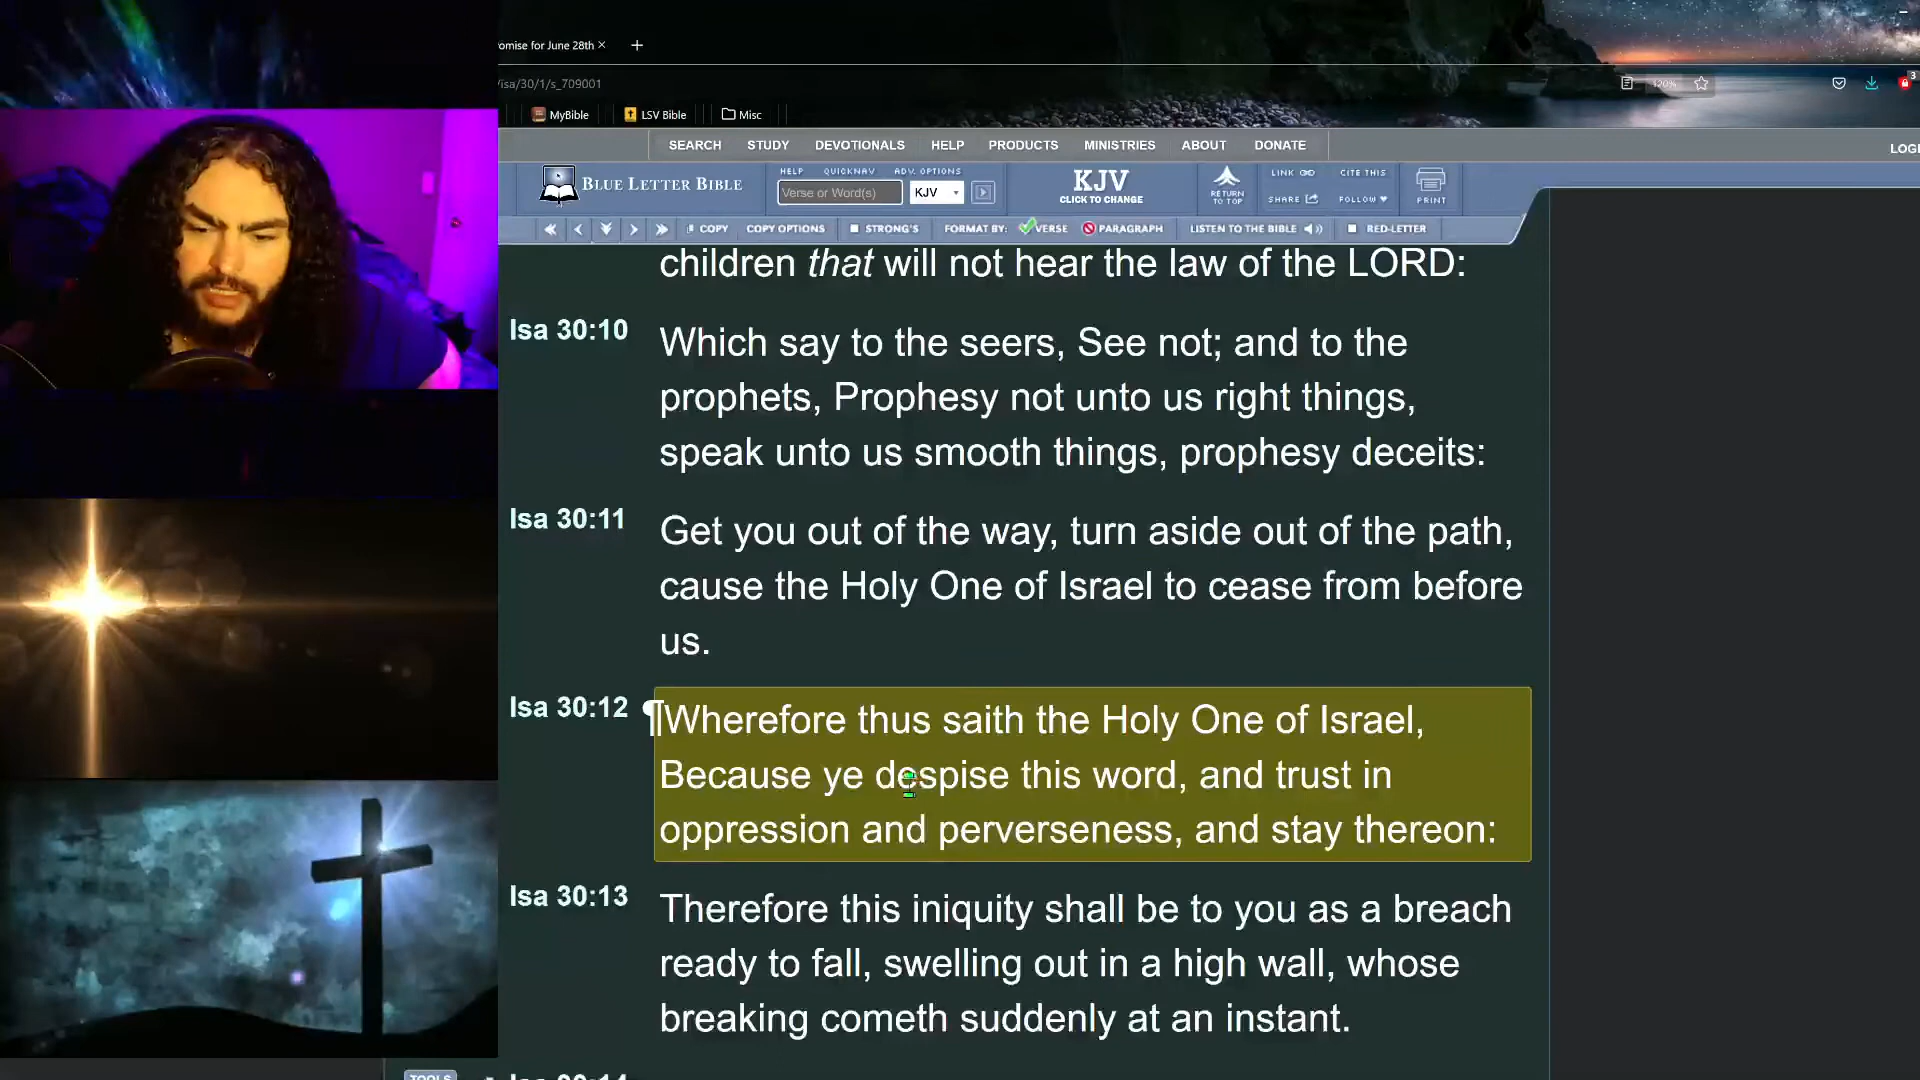 omise for June 28th × +
/isa/30/1/s_709001
120%
3
MyBible
LSV Bible
Misc
SEARCH STUDY DEVOTIONALS HELP PRODUCTS MINISTRIES ABOUT DONATE
LOGI
BLUE LETTER BIBLE
HELP QUICKNAV ADV. OPTIONS
Verse or Word(s)
KJV
KJV
CLICK TO CHANGE
RETURN
TO TOP
LINK
CITE THIS
SHARE
FOLLOW
PRINT
COPY COPY OPTIONS STRONG'S FORMAT BY: VERSE PARAGRAPH LISTEN TO THE BIBLE RED-LETTER
children that will not hear the law of the LORD:
Isa 30:10
Which say to the seers, See not; and to the
prophets, Prophesy not unto us right things,
speak unto us smooth things, prophesy deceits:
Isa 30:11
Get you out of the way, turn aside out of the path,
cause the Holy One of Israel to cease from before
us.
Isa 30:12
¶Wherefore thus saith the Holy One of Israel,
Because ye despise this word, and trust in
oppression and perverseness, and stay thereon:
Isa 30:13
Therefore this iniquity shall be to you as a breach
ready to fall, swelling out in a high wall, whose
breaking cometh suddenly at an instant.
TOOLS
Isa 30:14